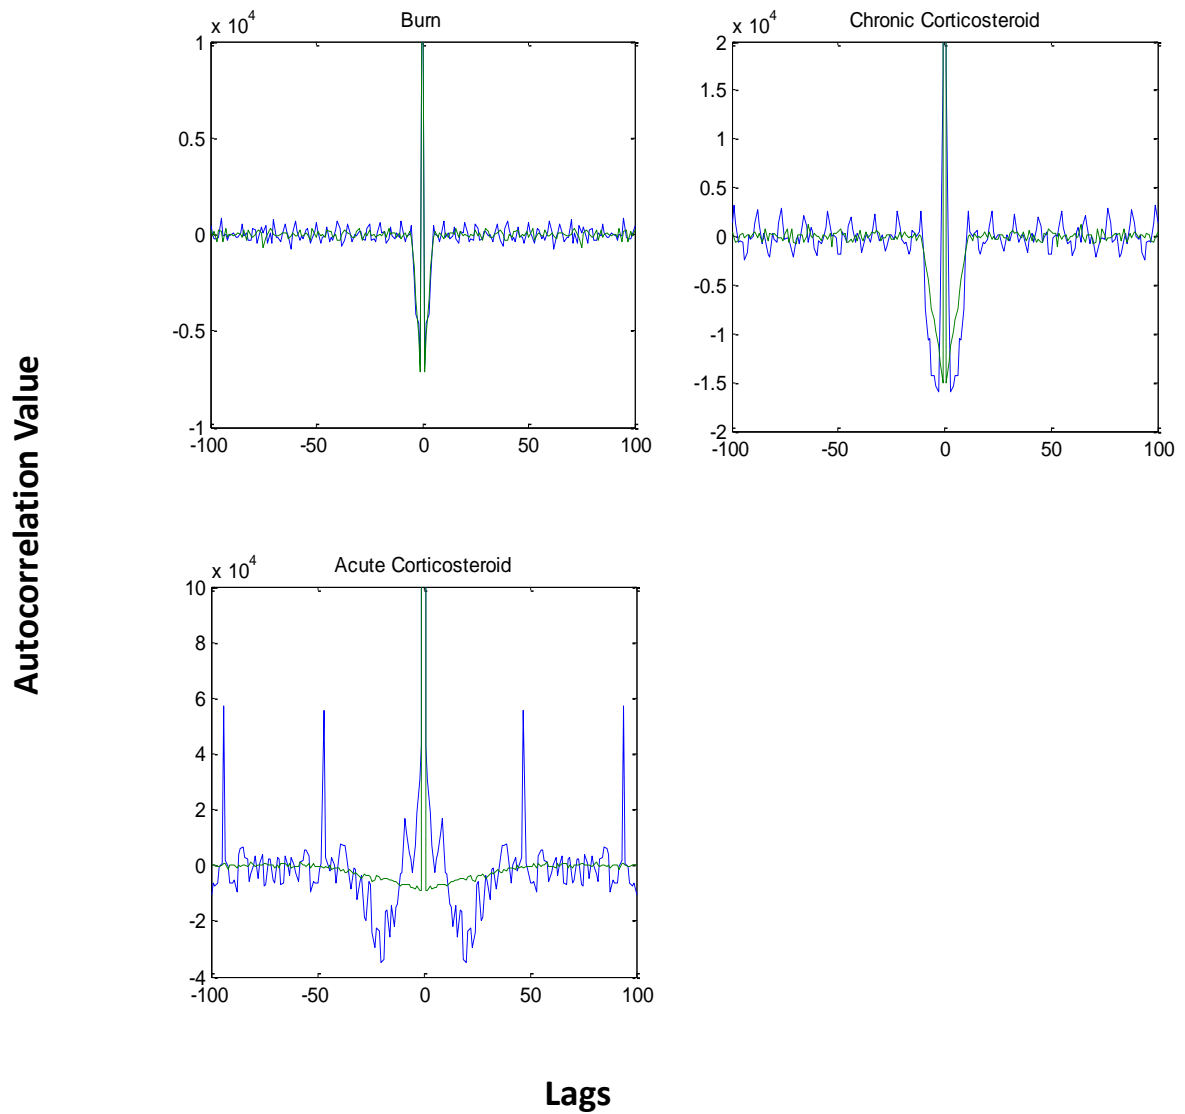 Burn
x 10^4
1
0.5
0
-0.5
-1
-100 -50 0 50 100
Chronic Corticosteroid
x 10^4
2
1.5
1
0.5
0
-0.5
-1
-1.5
-2
-100 -50 0 50 100
Autocorrelation Value
Acute Corticosteroid
x 10^4
10
8
6
4
2
0
-2
-4
-100 -50 0 50 100
Lags